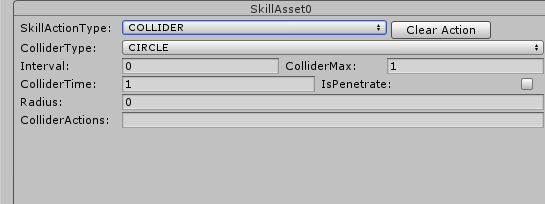 SkillAsset0
SkillActionType: COLLIDER Clear Action
ColliderType: CIRCLE
Interval: 0 ColliderMax: 1
ColliderTime: 1 IsPenetrate:
Radius: 0
ColliderActions: